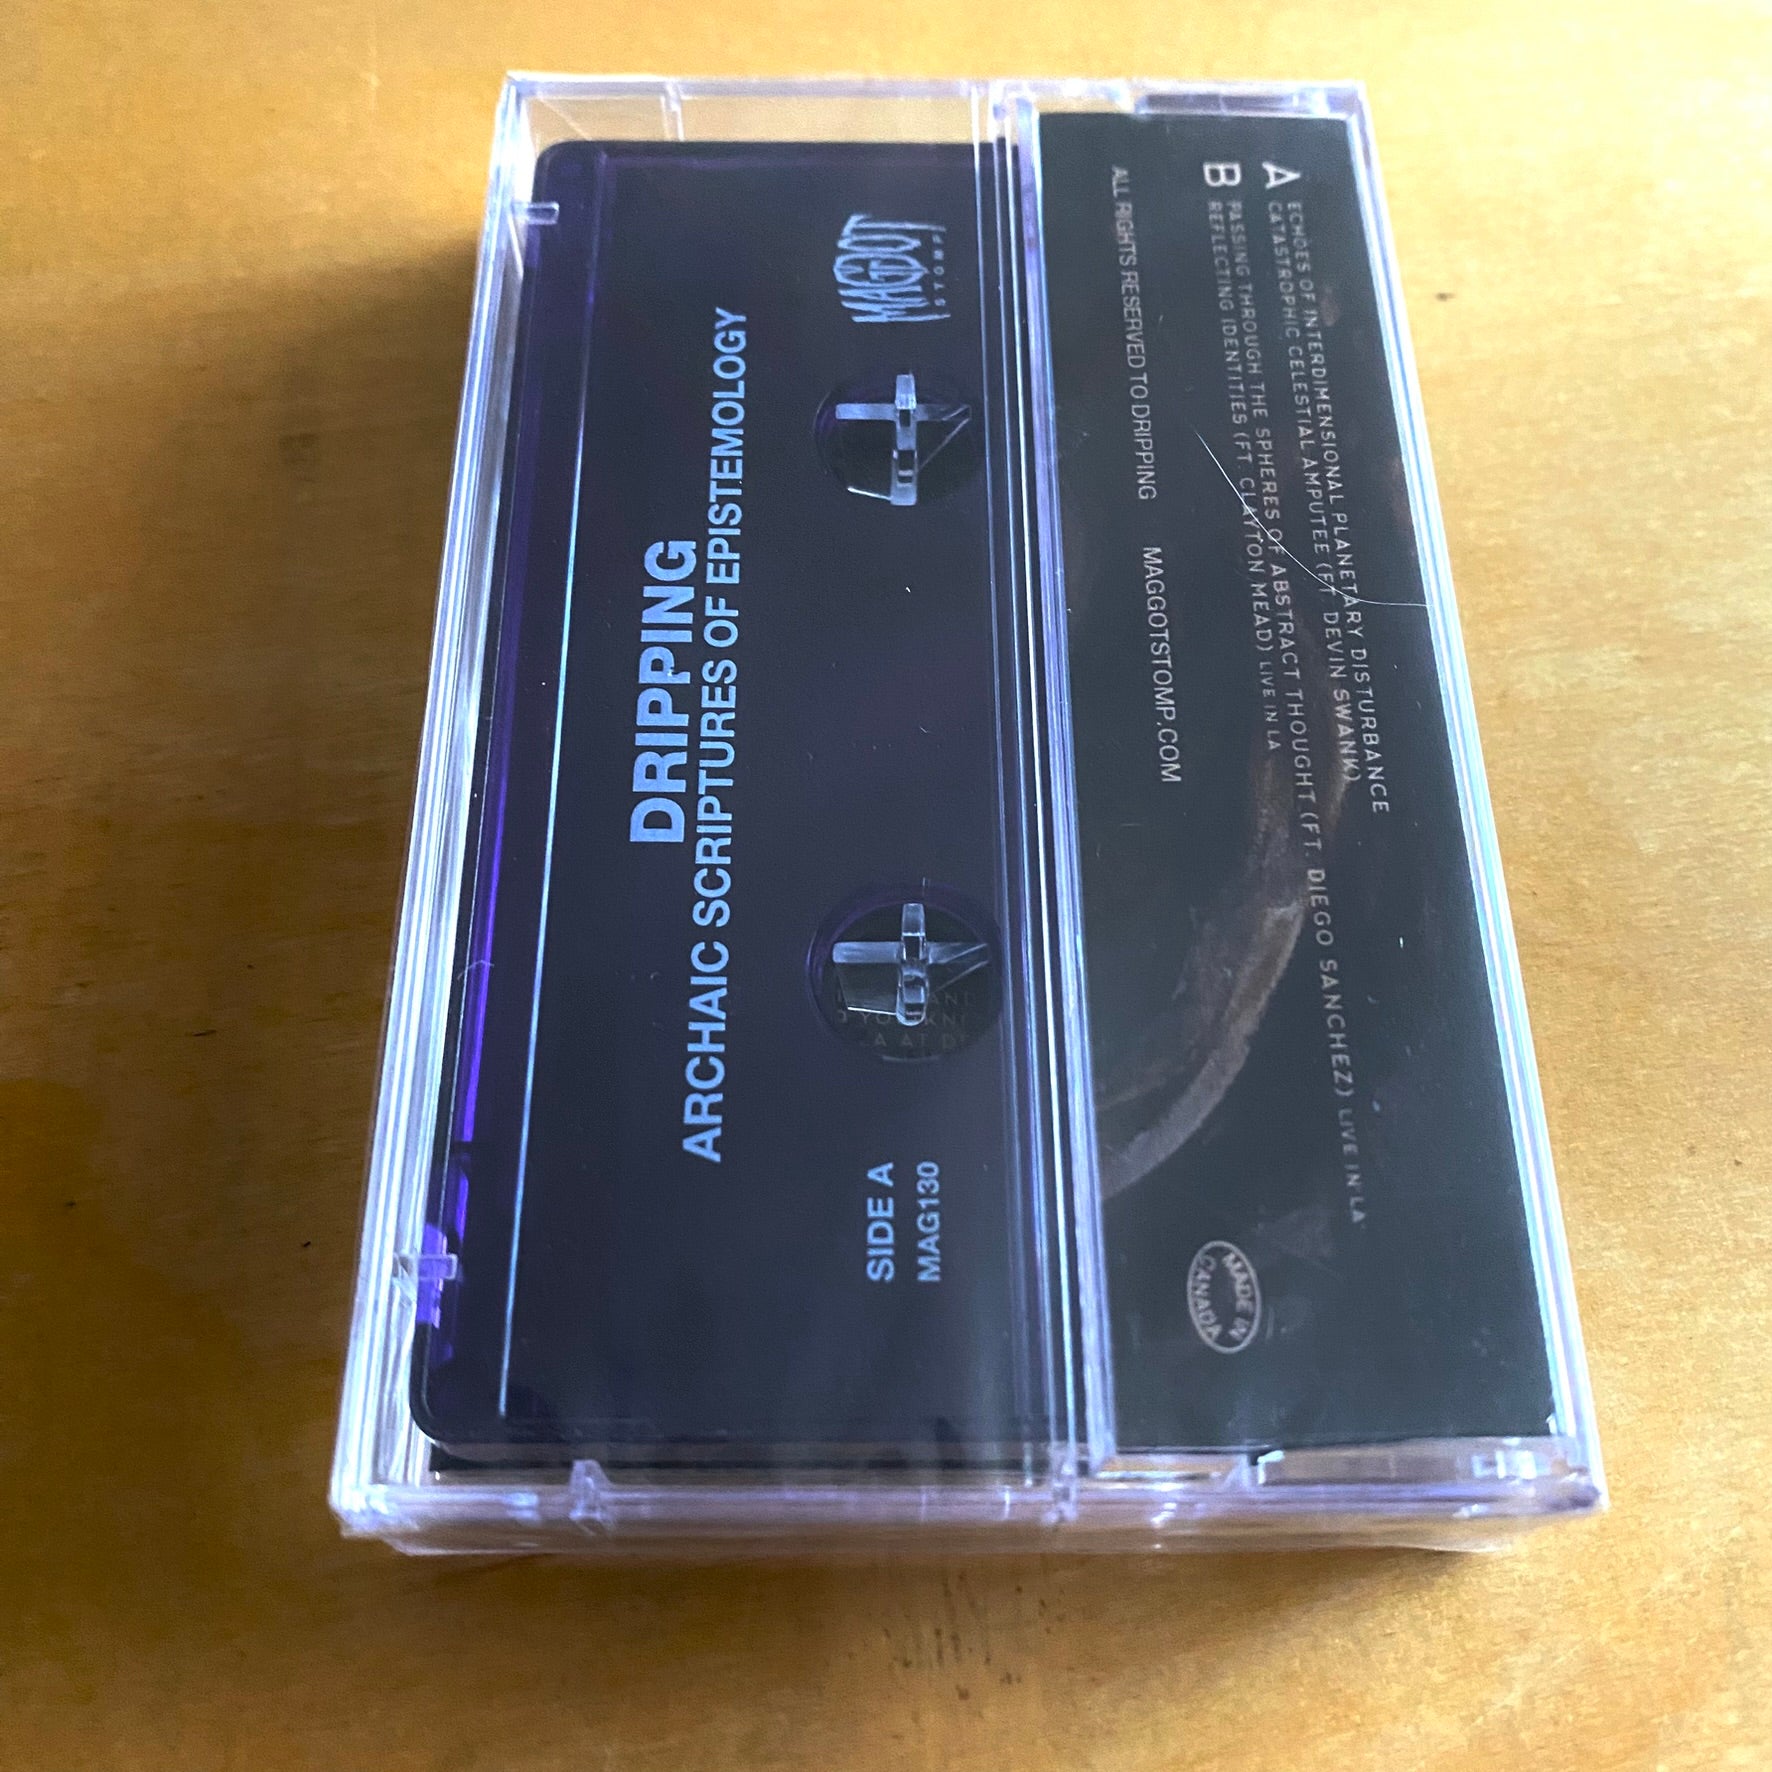 MAGGOT
STOMP
DRIPPING
ARCHAIC SCRIPTURES OF EPISTEMOLOGY
SIDE A
MAG130
A ECHOES OF INTERDIMENSIONAL PLANETARY DISTURBANCE
CATASTROPHIC CELESTIAL AMPUTEE (FT. DEVIN SWANK)
B PASSING THROUGH THE SPHERES OF ABSTRACT THOUGHT (FT. DIEGO SANCHEZ) LIVE IN LA
REFLECTING IDENTITIES (FT. CLAYTON MEAD) LIVE IN LA
ALL RIGHTS RESERVED TO DRIPPING MAGGOTSTOMP.COM
MADE IN
CANADA